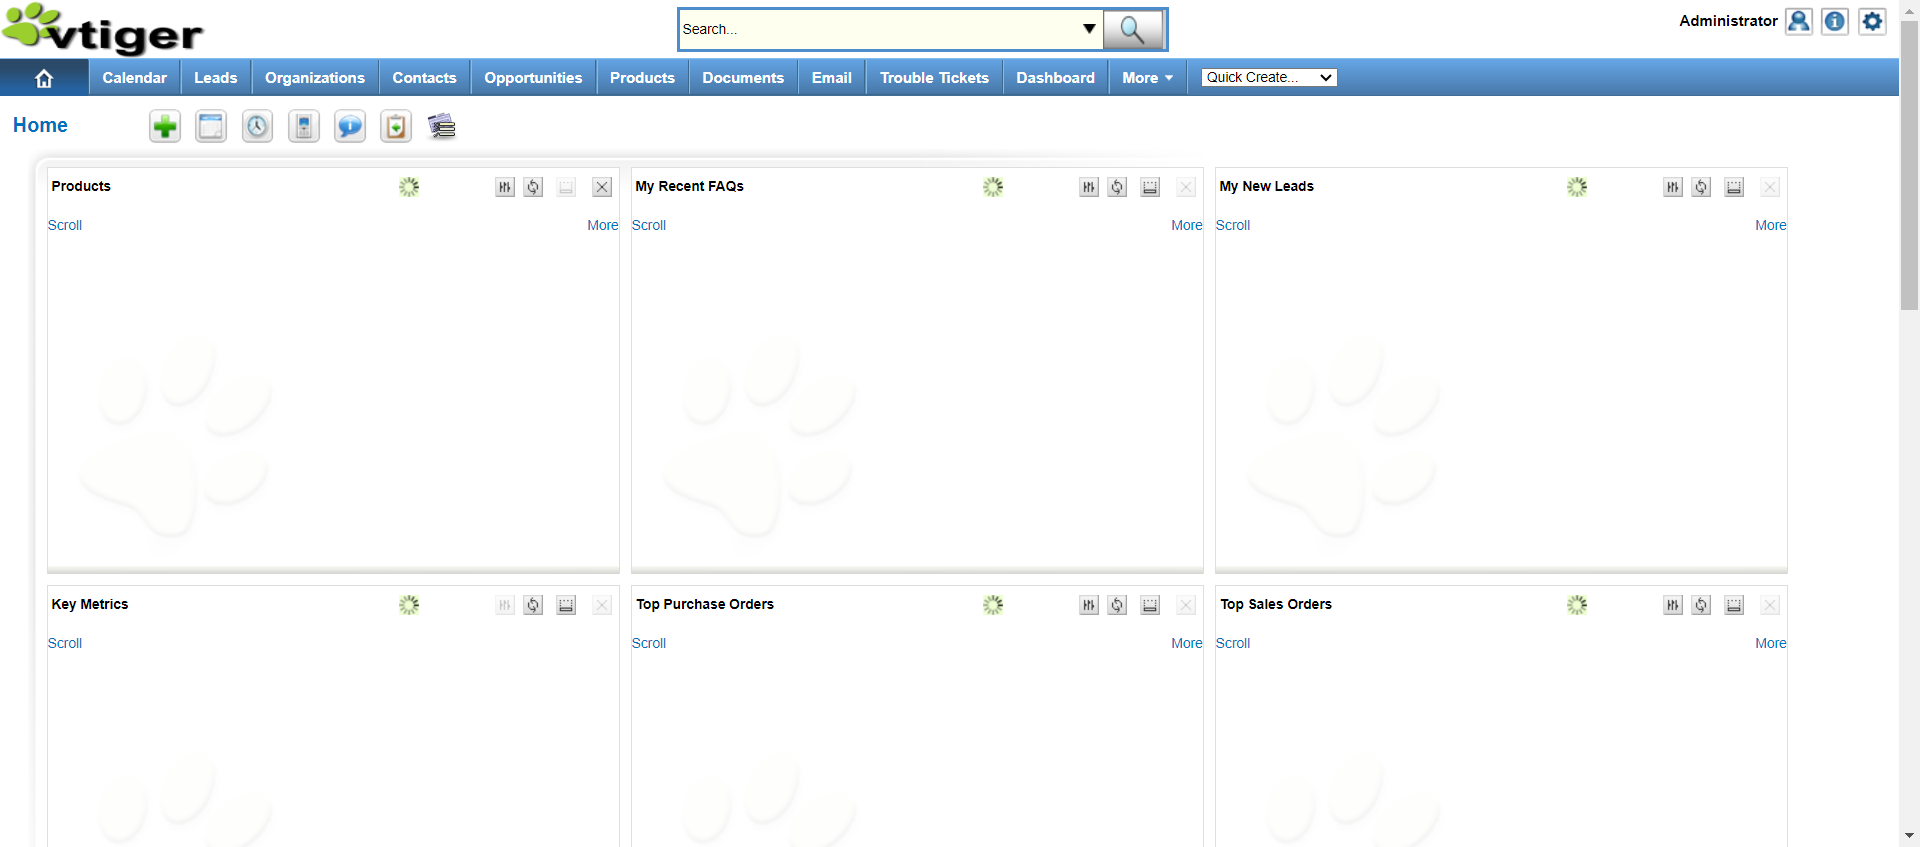 vtiger
Search...
Administrator
Calendar Leads Organizations Contacts Opportunities Products Documents Email Trouble Tickets Dashboard More Quick Create...
Home
Products My Recent FAQs My New Leads
Scroll More Scroll More Scroll More
Key Metrics Top Purchase Orders Top Sales Orders
Scroll Scroll More Scroll More